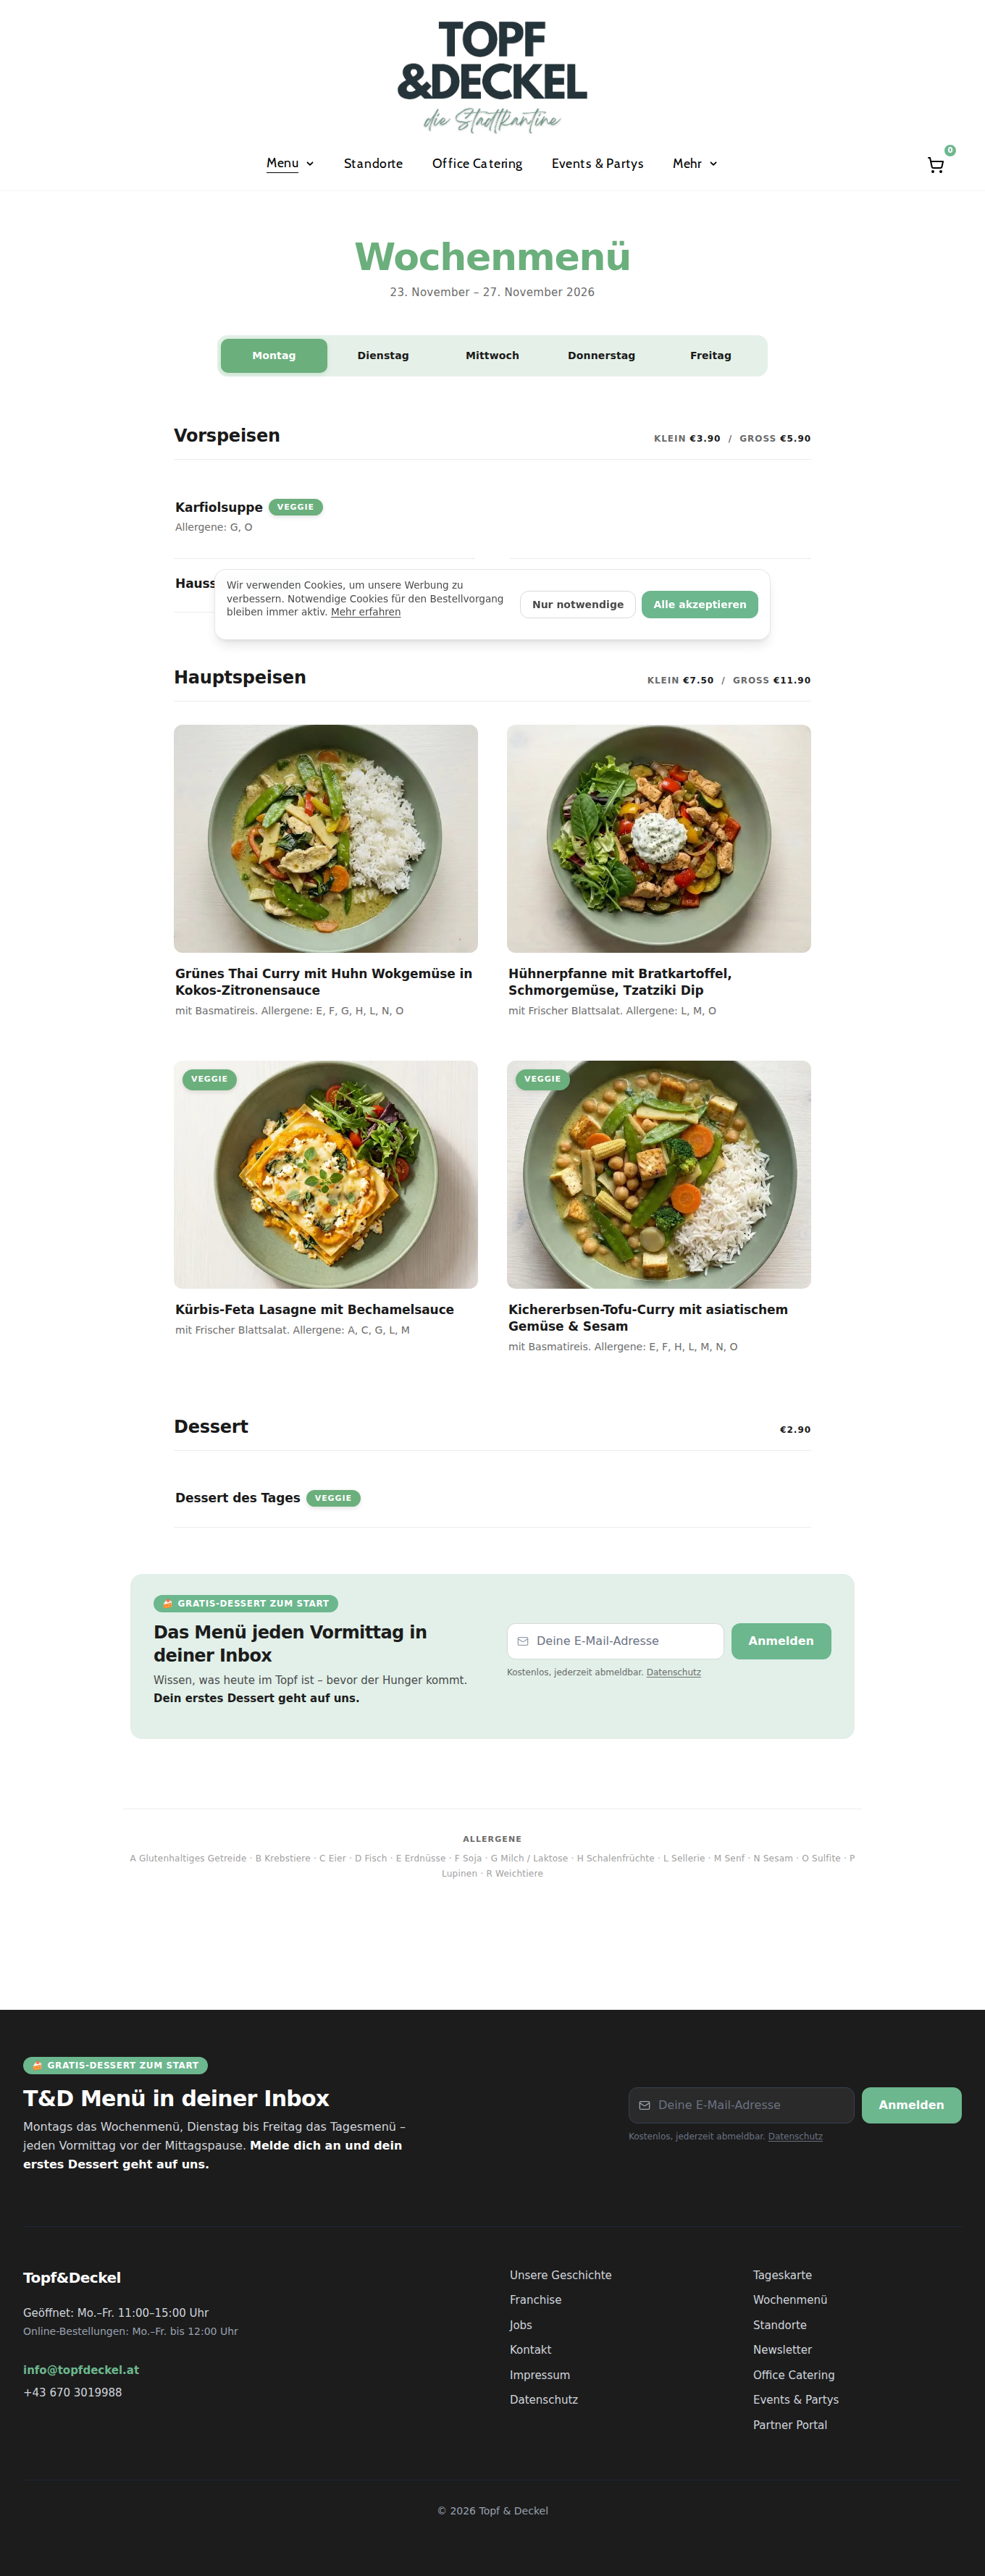 TOPF
&DECKEL
die Stadtkantine
Menu
Standorte
Office Catering
Events & Partys
Mehr
0
Wochenmenü
23. November – 27. November 2026
Montag
Dienstag
Mittwoch
Donnerstag
Freitag
Vorspeisen
KLEIN €3.90 / GROSS €5.90
Karfiolsuppe VEGGIE
Allergene: G, O
Hauss
Wir verwenden Cookies, um unsere Werbung zu
verbessern. Notwendige Cookies für den Bestellvorgang
bleiben immer aktiv. Mehr erfahren
Nur notwendige
Alle akzeptieren
Hauptspeisen
KLEIN €7.50 / GROSS €11.90
Grünes Thai Curry mit Huhn Wokgemüse in
Kokos-Zitronensauce
mit Basmatireis. Allergene: E, F, G, H, L, N, O
Hühnerpfanne mit Bratkartoffel,
Schmorgemüse, Tzatziki Dip
mit Frischer Blattsalat. Allergene: L, M, O
VEGGIE
Kürbis-Feta Lasagne mit Bechamelsauce
mit Frischer Blattsalat. Allergene: A, C, G, L, M
VEGGIE
Kichererbsen-Tofu-Curry mit asiatischem
Gemüse & Sesam
mit Basmatireis. Allergene: E, F, H, L, M, N, O
Dessert
€2.90
Dessert des Tages VEGGIE
GRATIS-DESSERT ZUM START
Das Menü jeden Vormittag in
deiner Inbox
Wissen, was heute im Topf ist – bevor der Hunger kommt.
Dein erstes Dessert geht auf uns.
Deine E-Mail-Adresse
Anmelden
Kostenlos, jederzeit abmeldbar. Datenschutz
ALLERGENE
A Glutenhaltiges Getreide · B Krebstiere · C Eier · D Fisch · E Erdnüsse · F Soja · G Milch / Laktose · H Schalenfrüchte · L Sellerie · M Senf · N Sesam · O Sulfite · P
Lupinen · R Weichtiere
GRATIS-DESSERT ZUM START
T&D Menü in deiner Inbox
Montags das Wochenmenü, Dienstag bis Freitag das Tagesmenü –
jeden Vormittag vor der Mittagspause. Melde dich an und dein
erstes Dessert geht auf uns.
Deine E-Mail-Adresse
Anmelden
Kostenlos, jederzeit abmeldbar. Datenschutz
Topf&Deckel
Geöffnet: Mo.–Fr. 11:00–15:00 Uhr
Online-Bestellungen: Mo.–Fr. bis 12:00 Uhr
info@topfdeckel.at
+43 670 3019988
Unsere Geschichte
Franchise
Jobs
Kontakt
Impressum
Datenschutz
Tageskarte
Wochenmenü
Standorte
Newsletter
Office Catering
Events & Partys
Partner Portal
© 2026 Topf & Deckel